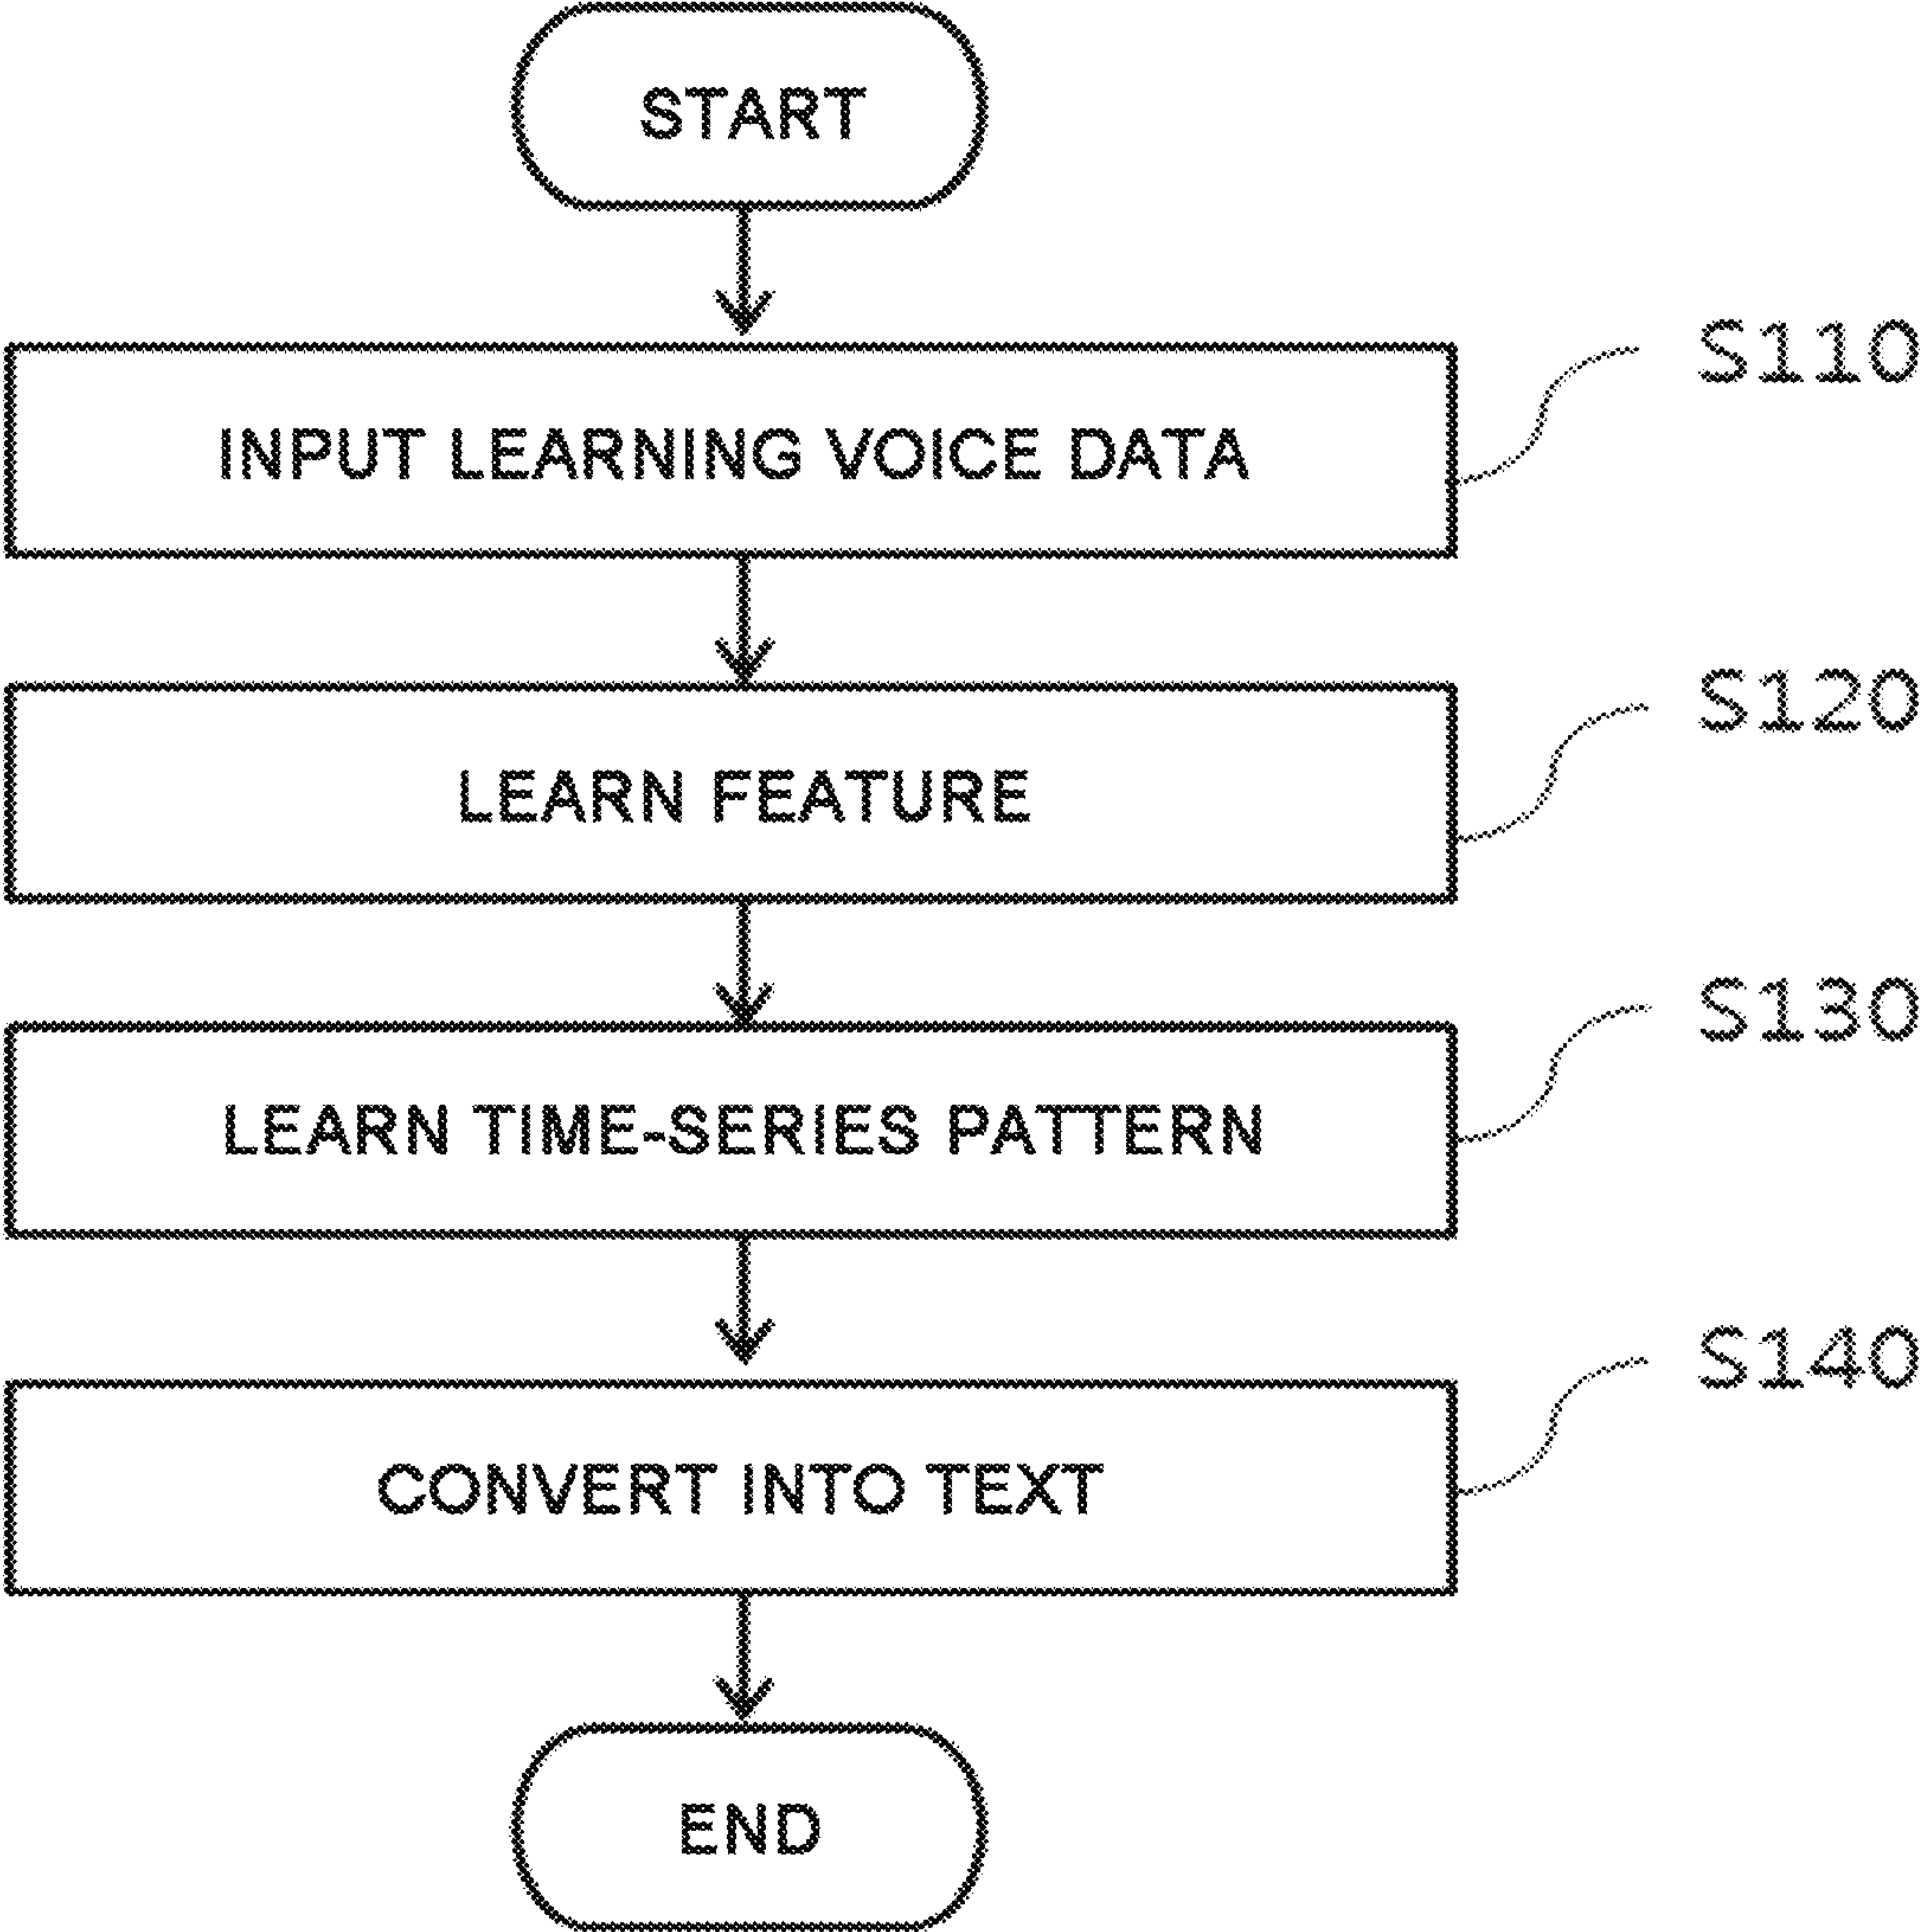 START
INPUT LEARNING VOICE DATA
S110
LEARN FEATURE
S120
LEARN TIME-SERIES PATTERN
S130
CONVERT INTO TEXT
S140
END